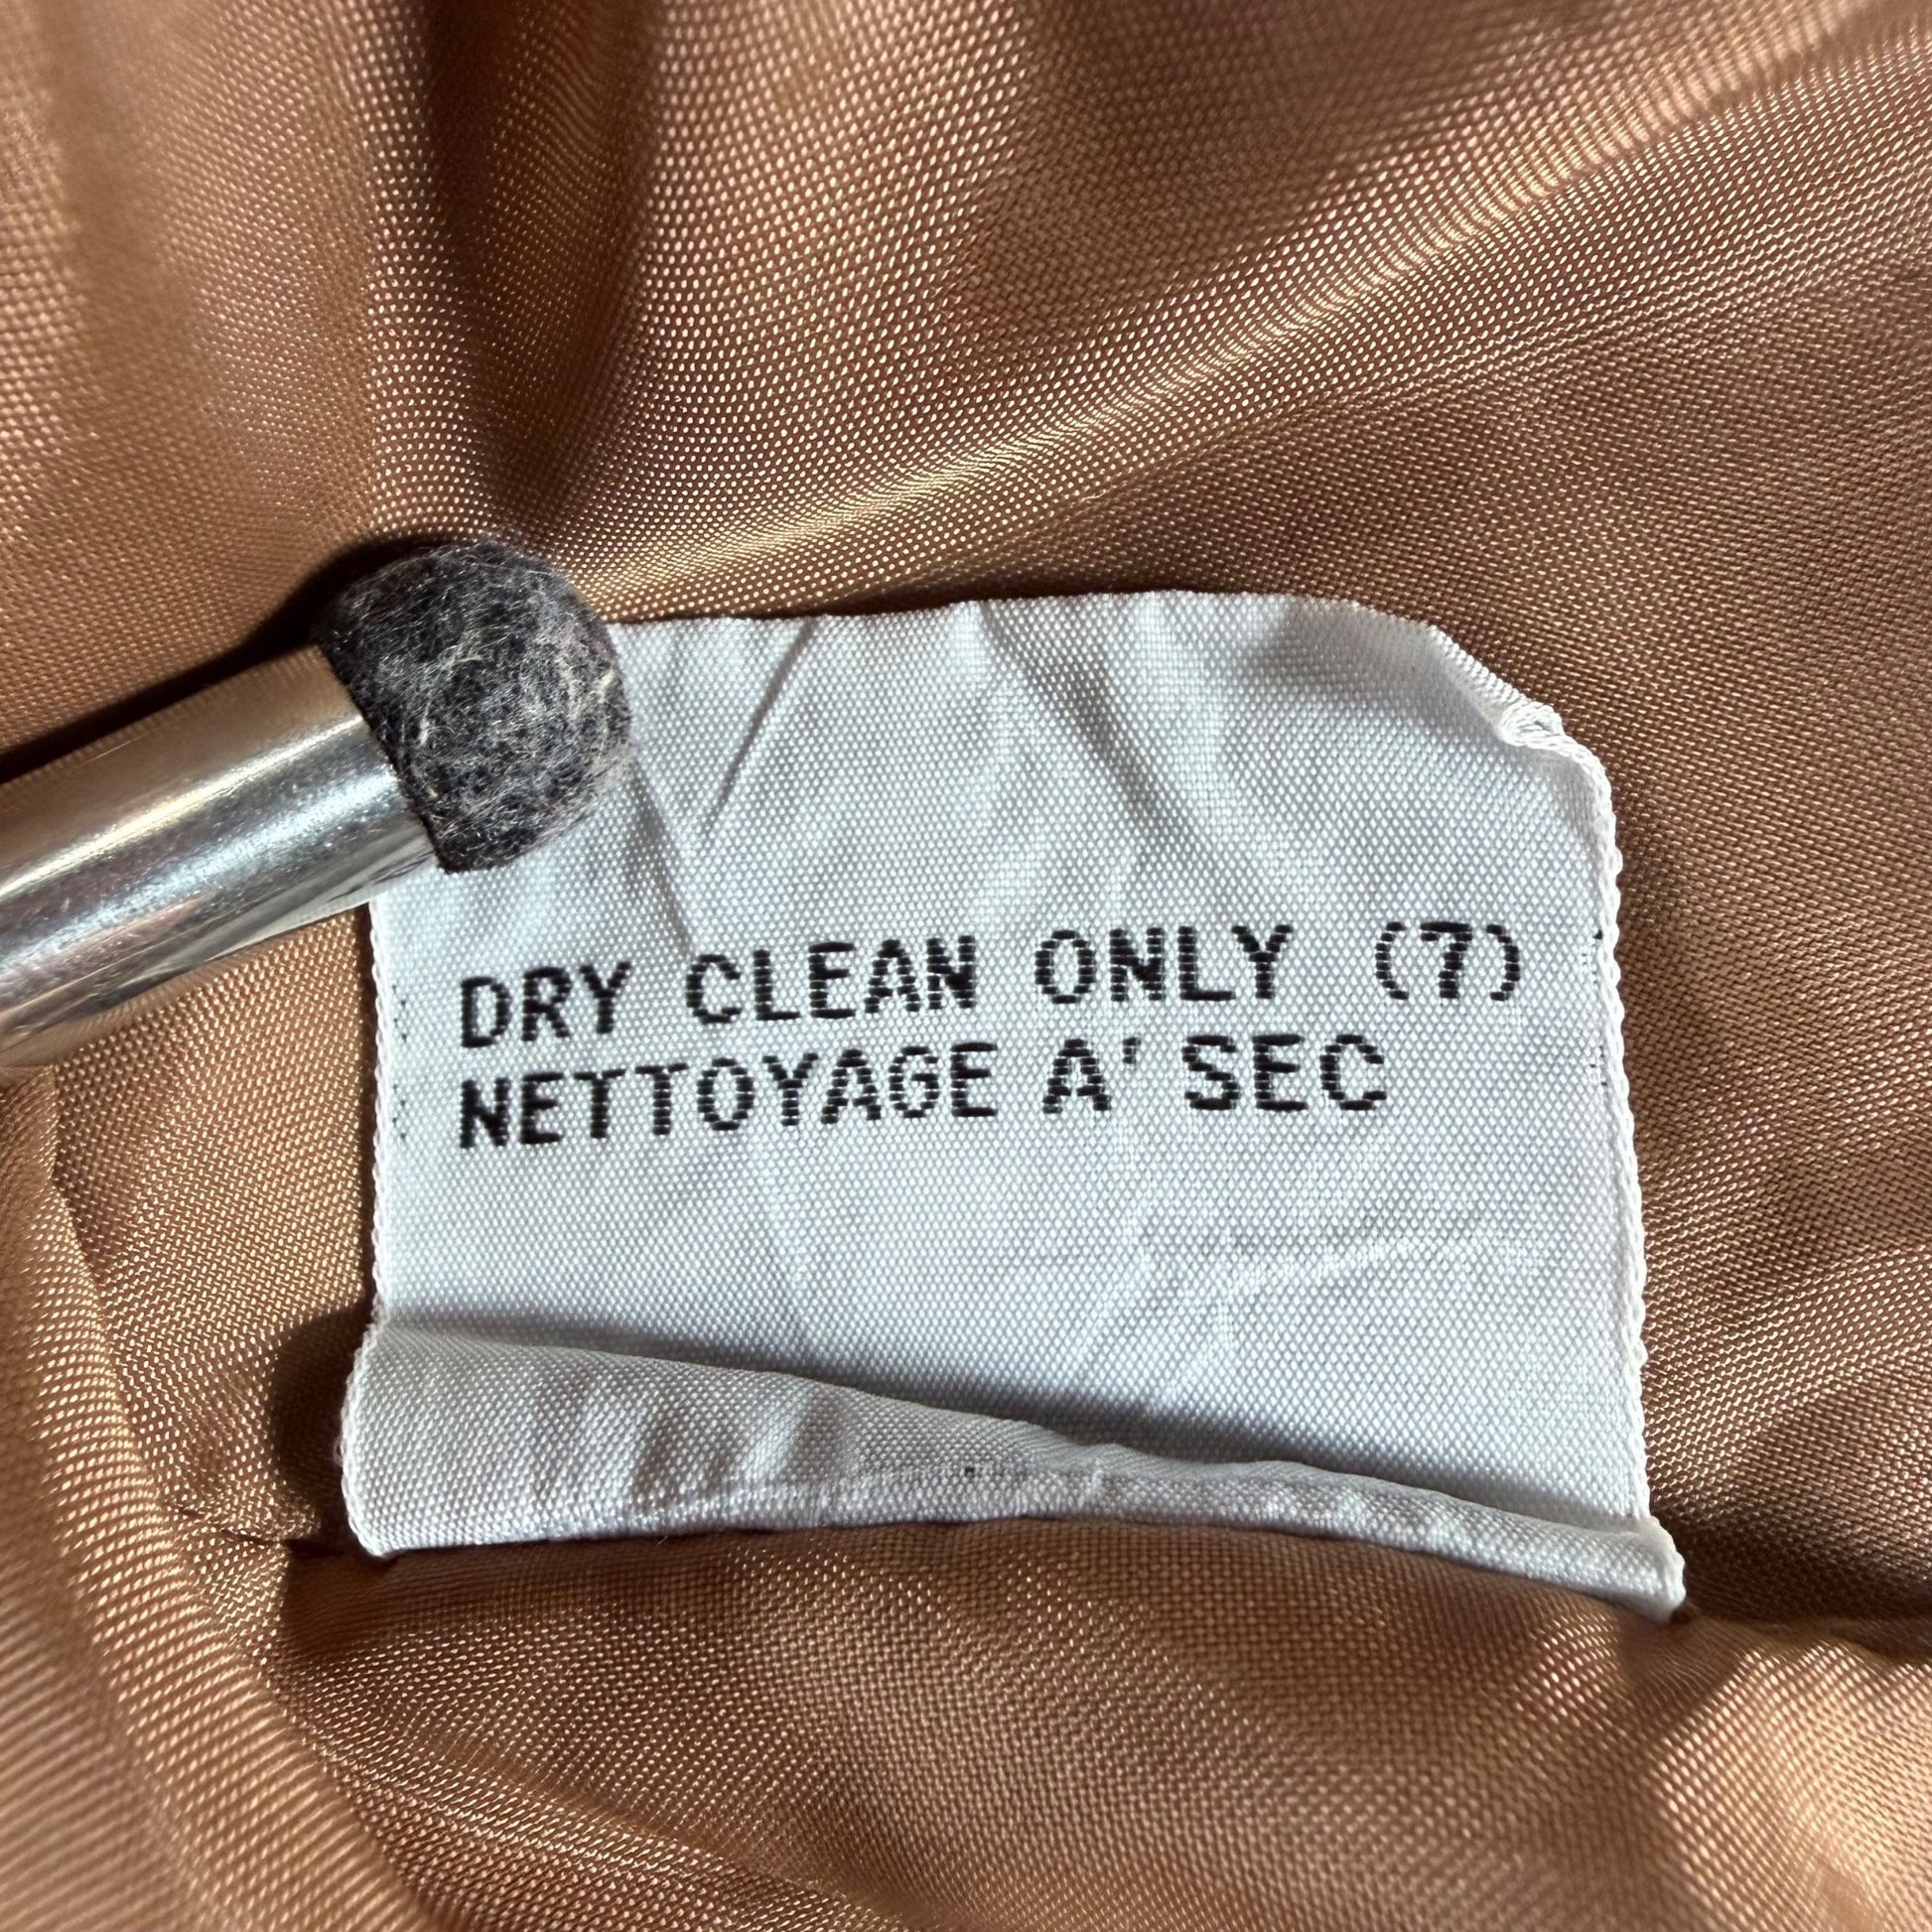 DRY CLEAN ONLY (7)
NETTOYAGE A' SEC